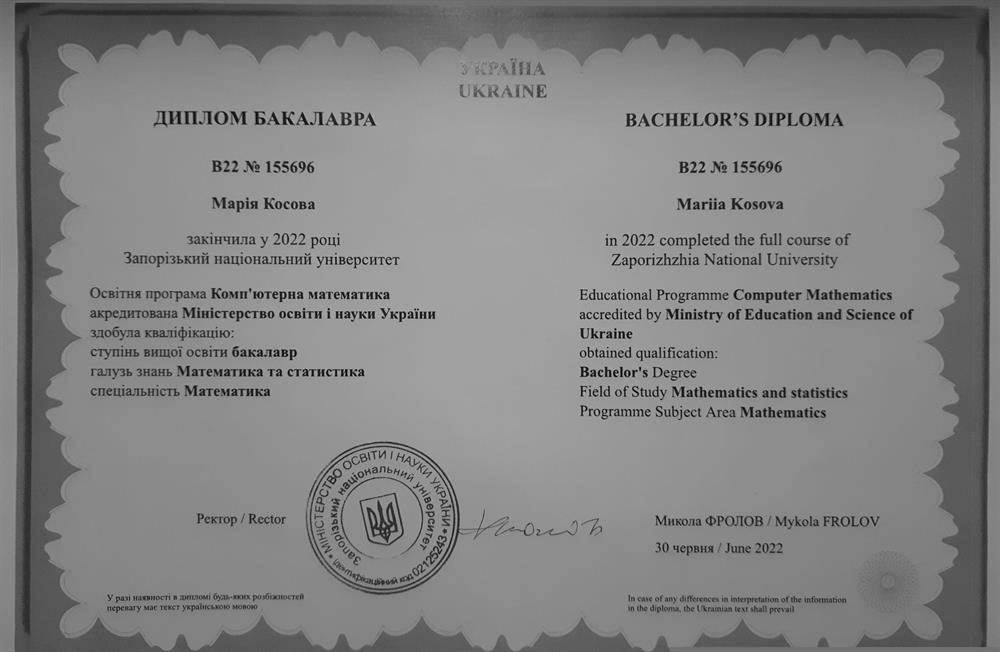 УКРАЇНА
UKRAINE
ДИПЛОМ БАКАЛАВРА
B22 № 155696
Марія Косова
закінчила у 2022 році
Запорізький національний університет
Освітня програма Комп'ютерна математика
акредитована Міністерство освіти і науки України
здобула кваліфікацію:
ступінь вищої освіти бакалавр
галузь знань Математика та статистика
спеціальність Математика
BACHELOR'S DIPLOMA
B22 № 155696
Mariia Kosova
in 2022 completed the full course of
Zaporizhzhia National University
Educational Programme Computer Mathematics
accredited by Ministry of Education and Science of
Ukraine
obtained qualification:
Bachelor's Degree
Field of Study Mathematics and statistics
Programme Subject Area Mathematics
Ректор / Rector
МІНІСТЕРСТВО ОСВІТИ І НАУКИ УКРАЇНИ
Запорізький національний університет
ідентифікаційний код 02125243
Микола ФРОЛОВ / Mykola FROLOV
30 червня / June 2022
У разі наявності в дипломі будь-яких розбіжностей
перевагу має текст українською мовою
In case of any differences in interpretation of the information
in the diploma, the Ukrainian text shall prevail